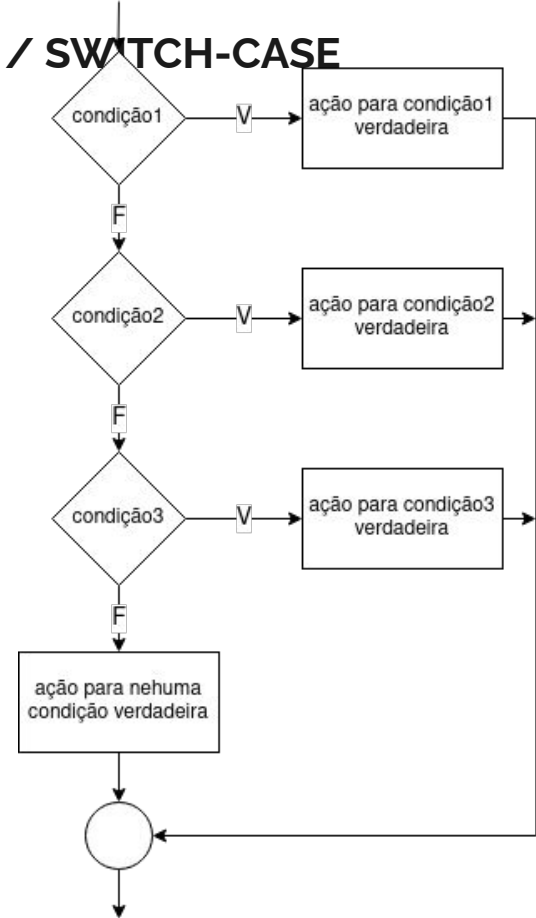 / SWITCH-CASE
condição1
V
ação para condição1
verdadeira
F
condição2
V
ação para condição2
verdadeira
F
condição3
V
ação para condição3
verdadeira
F
ação para nehuma
condição verdadeira